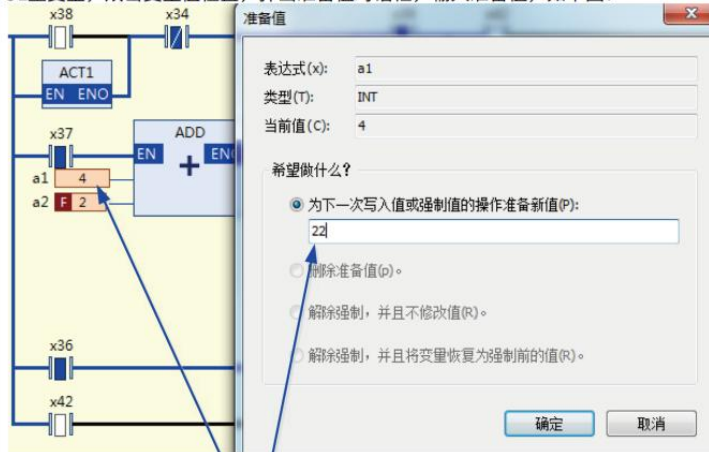 x38
x34
ACT1
EN ENO
x37
ADD
EN
+
a1 4
a2 F 2
x36
x42
准备值
表达式(x): a1
类型(T): INT
当前值(C): 4
希望做什么?
为下一次写入值或强制值的操作准备新值(P):
22
删除准备值(p)。
解除强制，并且不修改值(R)。
解除强制，并且将变量恢复为强制前的值(R)。
确定
取消